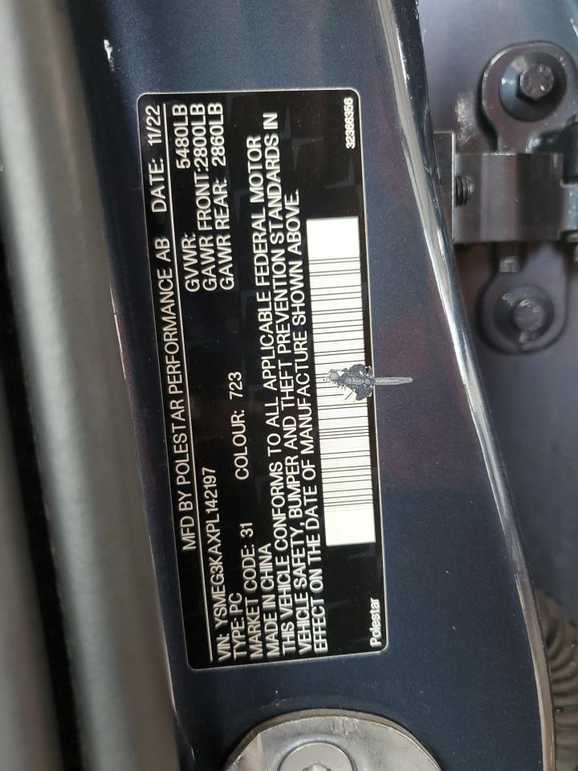 MFD BY POLESTAR PERFORMANCE AB DATE: 11/22
VIN: YSMEG3KAXPL142197 GVWR: 5480LB
TYPE: PC GAWR FRONT:2800LB
MARKET CODE: 31 COLOUR: 723 GAWR REAR: 2860LB
MADE IN CHINA
THIS VEHICLE CONFORMS TO ALL APPLICABLE FEDERAL MOTOR
VEHICLE SAFETY, BUMPER AND THEFT PREVENTION STANDARDS IN
EFFECT ON THE DATE OF MANUFACTURE SHOWN ABOVE.
Polestar 32366356